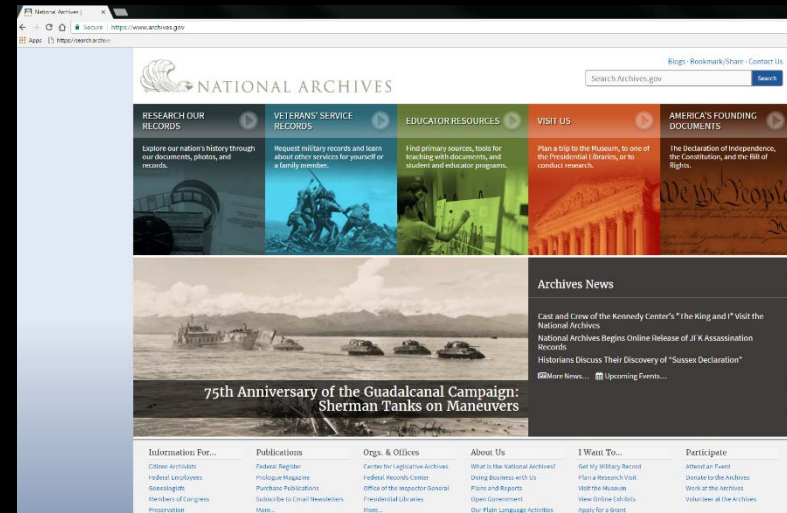 National Archives |
Secure | https://www.archives.gov
Apps https://search.archive
Blogs · Bookmark/Share · Contact Us
NATIONAL ARCHIVES
Search Archives.gov
Search
RESEARCH OUR
RECORDS
Explore our nation's history through
our documents, photos, and
records.
VETERANS' SERVICE
RECORDS
Request military records and learn
about other services for yourself or
a family member.
EDUCATOR RESOURCES
Find primary sources, tools for
teaching with documents, and
student and educator programs.
VISIT US
Plan a trip to the Museum, to one of
the Presidential Libraries, or to
conduct research.
AMERICA'S FOUNDING
DOCUMENTS
The Declaration of Independence,
the Constitution, and the Bill of
Rights.
We the People
75th Anniversary of the Guadalcanal Campaign:
Sherman Tanks on Maneuvers
Archives News
Cast and Crew of the Kennedy Center's "The King and I" Visit the
National Archives
National Archives Begins Online Release of JFK Assassination
Records
Historians Discuss Their Discovery of "Sussex Declaration"
More News... Upcoming Events...
Information For...
Citizen Archivists
Federal Employees
Genealogists
Members of Congress
Preservation
Publications
Federal Register
Prologue Magazine
Purchase Publications
Subscribe to Email Newsletters
More...
Orgs. & Offices
Center for Legislative Archives
Federal Records Center
Office of the Inspector General
Presidential Libraries
More...
About Us
What is the National Archives?
Doing Business with Us
Plans and Reports
Open Government
Our Plain Language Activities
I Want To...
Get My Military Record
Plan a Research Visit
Visit the Museum
View Online Exhibits
Apply for a Grant
Participate
Attend an Event
Donate to the Archives
Work at the Archives
Volunteer at the Archives